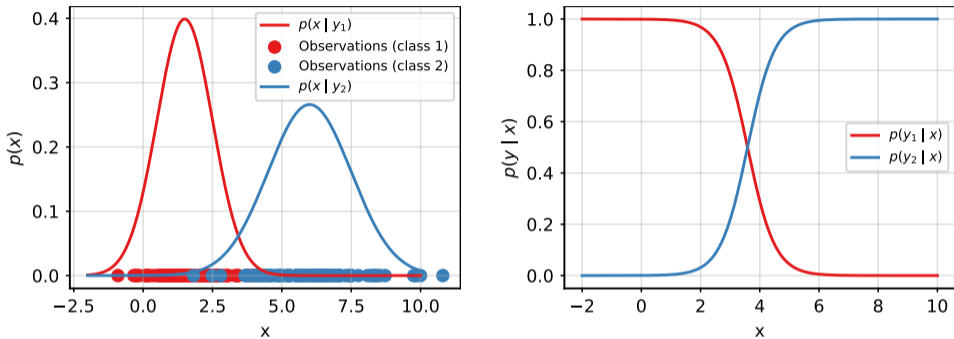 p(x)
0.4
0.3
0.2
0.1
0.0
−2.5 0.0 2.5 5.0 7.5 10.0
x
p(x | y₁)
Observations (class 1)
Observations (class 2)
p(x | y₂)
p(y | x)
1.0
0.8
0.6
0.4
0.2
0.0
−2 0 2 4 6 8 10
x
p(y₁ | x)
p(y₂ | x)